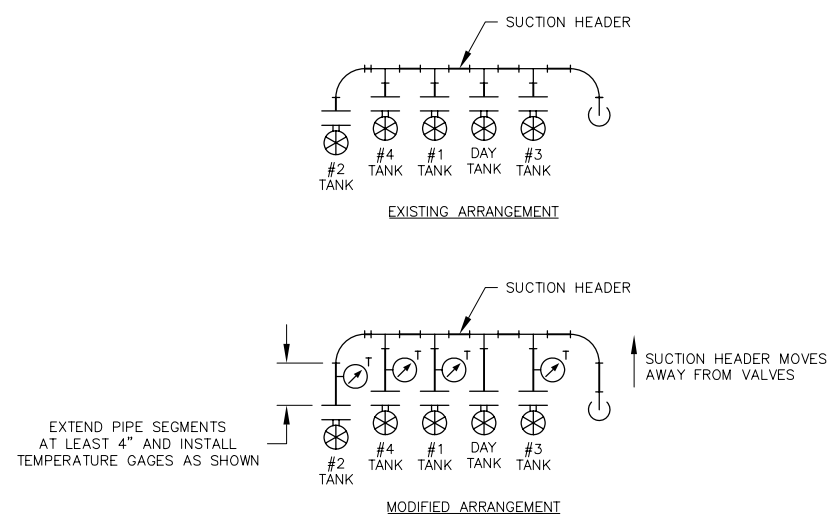 SUCTION HEADER
#2
TANK
#4
TANK
#1
TANK
DAY
TANK
#3
TANK
EXISTING ARRANGEMENT
SUCTION HEADER
T
T
T
T
SUCTION HEADER MOVES
AWAY FROM VALVES
EXTEND PIPE SEGMENTS
AT LEAST 4" AND INSTALL
TEMPERATURE GAGES AS SHOWN
#2
TANK
#4
TANK
#1
TANK
DAY
TANK
#3
TANK
MODIFIED ARRANGEMENT